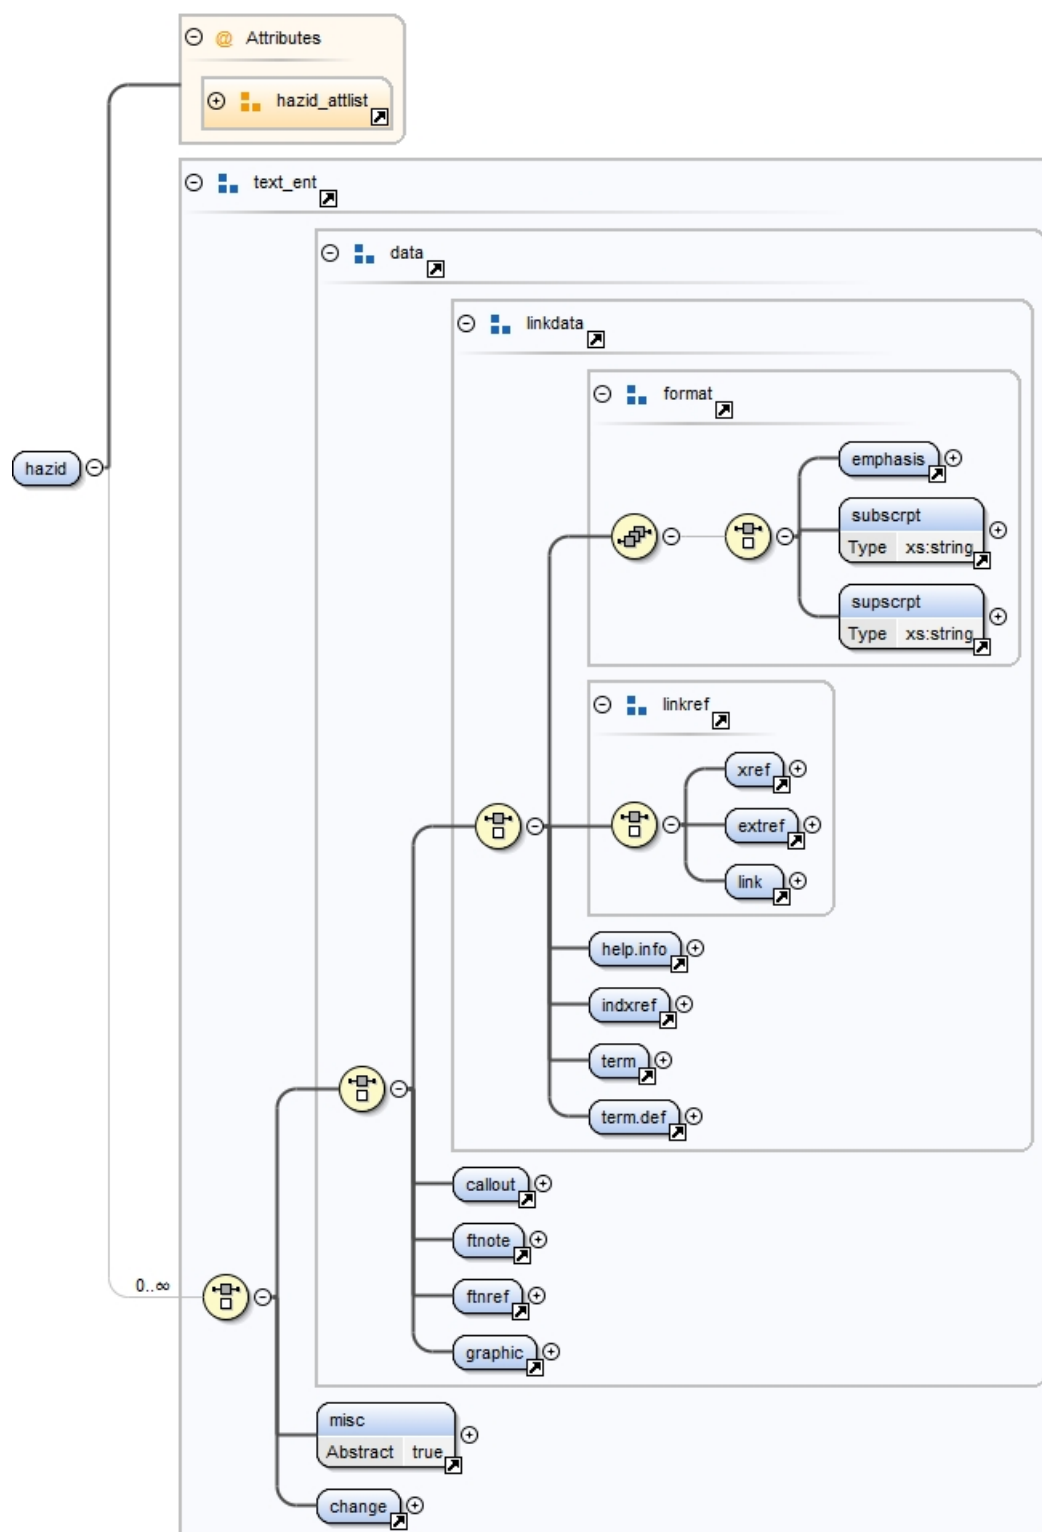 @ Attributes
hazid_attlist
text_ent
data
linkdata
format
hazid
emphasis
subscrpt
Type xs:string
supscrpt
Type xs:string
linkref
xref
extref
link
help.info
indxref
term
term.def
callout
ftnote
0..∞
ftnref
graphic
misc
Abstract true
change